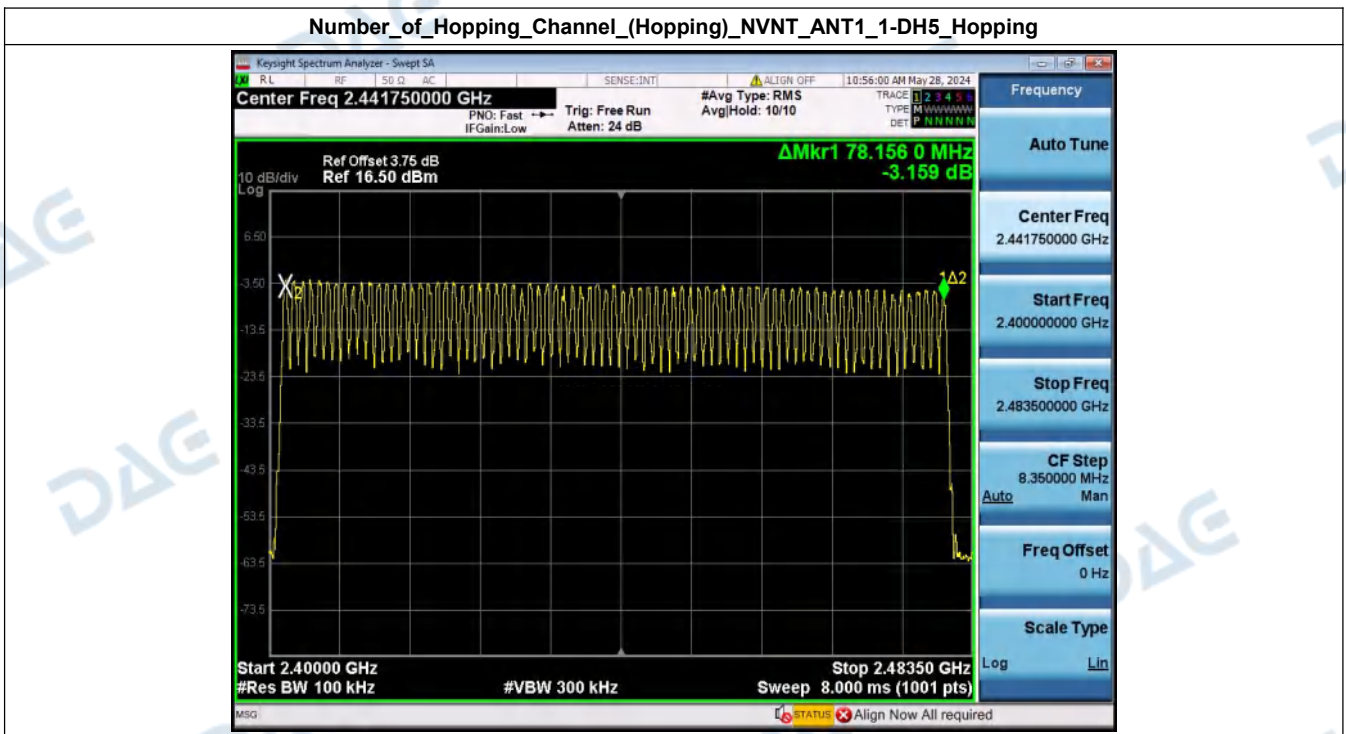 Number_of_Hopping_Channel_(Hopping)_NVNT_ANT1_1-DH5_Hopping
Keysight Spectrum Analyzer - Swept SA
RL RF 50 Ω AC SENSE:INT ALIGN OFF 10:56:00 AM May 28, 2024
Center Freq 2.441750000 GHz
PNO: Fast
IFGain:Low
Trig: Free Run
Atten: 24 dB
#Avg Type: RMS
Avg|Hold: 10/10
TRACE 1 2 3 4 5 6
TYPE M WWWWW
DET P N N N N N
Frequency
ΔMkr1 78.156 0 MHz
-3.159 dB
Ref Offset 3.75 dB
10 dB/div Ref 16.50 dBm
Log
6.50
-3.50
-13.5
-23.5
-33.5
-43.5
-53.5
-63.5
-73.5
X2
1Δ2
Start 2.40000 GHz Stop 2.48350 GHz
#Res BW 100 kHz #VBW 300 kHz Sweep 8.000 ms (1001 pts)
Auto Tune
Center Freq
2.441750000 GHz
Start Freq
2.400000000 GHz
Stop Freq
2.483500000 GHz
CF Step
8.350000 MHz
Auto Man
Freq Offset
0 Hz
Scale Type
Log Lin
MSG STATUS Align Now All required
DAG
DAG